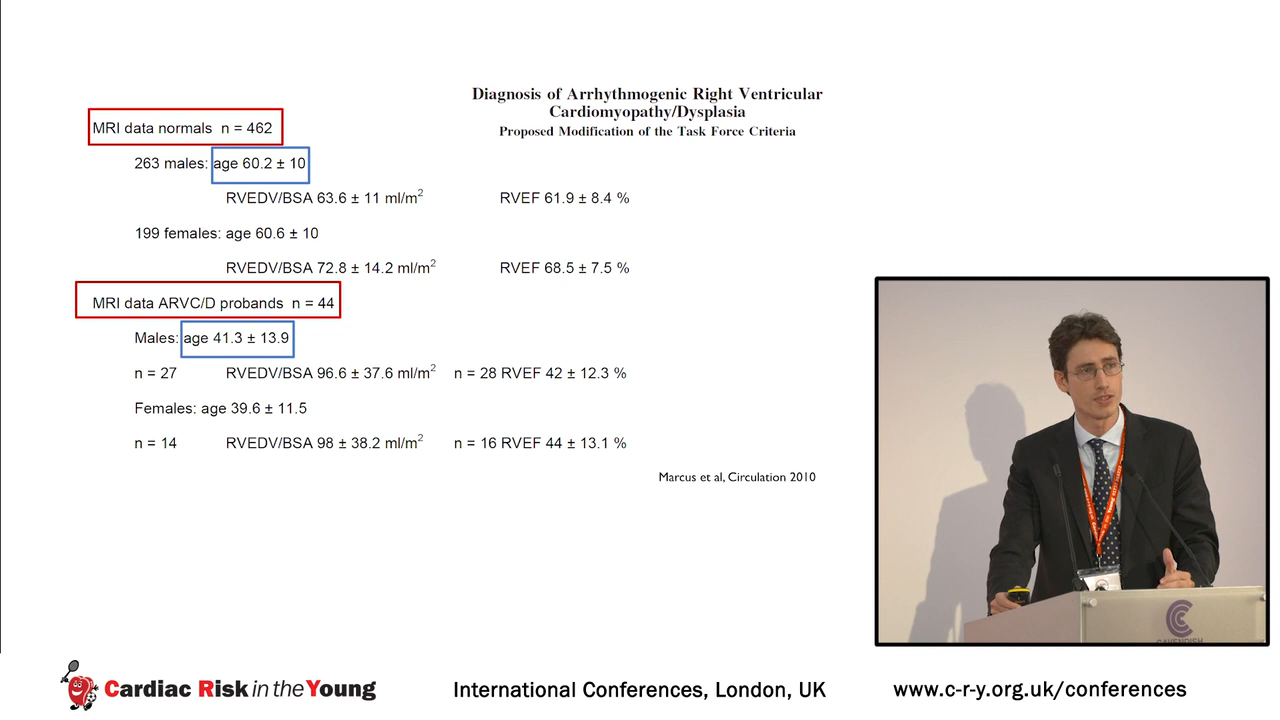 Diagnosis of Arrhythmogenic Right Ventricular
Cardiomyopathy/Dysplasia
Proposed Modification of the Task Force Criteria
MRI data normals n = 462
263 males: age 60.2 ± 10
RVEDV/BSA 63.6 ± 11 ml/m² RVEF 61.9 ± 8.4 %
199 females: age 60.6 ± 10
RVEDV/BSA 72.8 ± 14.2 ml/m² RVEF 68.5 ± 7.5 %
MRI data ARVC/D probands n = 44
Males: age 41.3 ± 13.9
n = 27 RVEDV/BSA 96.6 ± 37.6 ml/m² n = 28 RVEF 42 ± 12.3 %
Females: age 39.6 ± 11.5
n = 14 RVEDV/BSA 98 ± 38.2 ml/m² n = 16 RVEF 44 ± 13.1 %
Marcus et al, Circulation 2010
CAVENDISH
Cardiac Risk in the Young
International Conferences, London, UK
www.c-r-y.org.uk/conferences